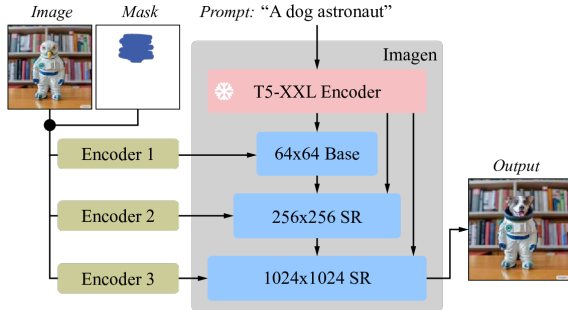 Image
Mask
Prompt: “A dog astronaut”
Imagen
T5-XXL Encoder
Encoder 1
64x64 Base
Output
Encoder 2
256x256 SR
Encoder 3
1024x1024 SR